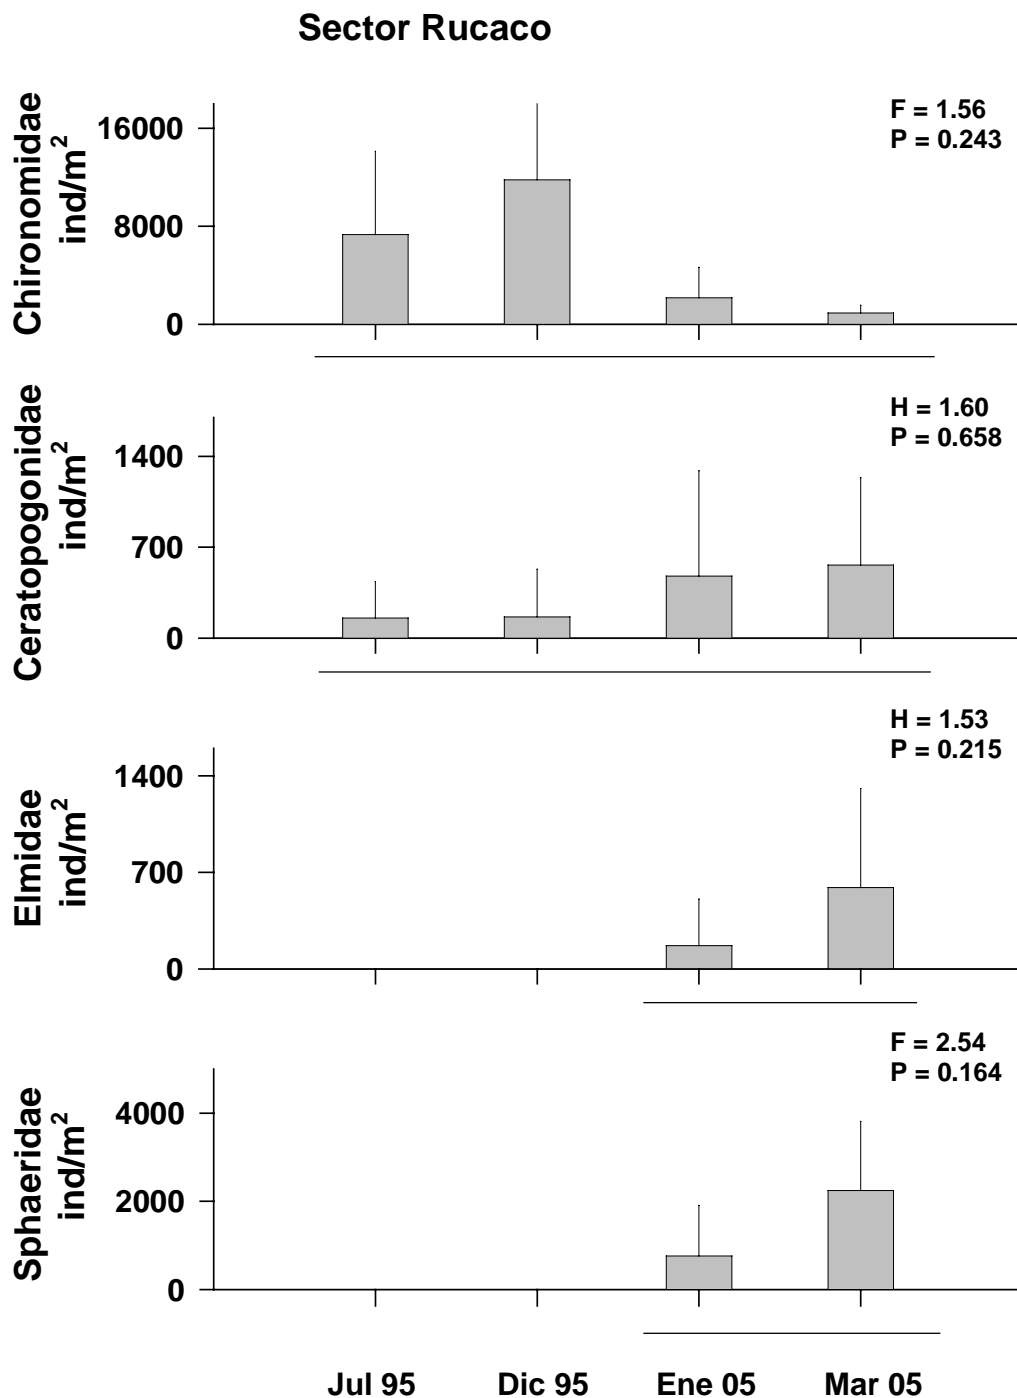 Sector Rucaco
Chironomidae
ind/m²
16000
8000
0
F = 1.56
P = 0.243
Ceratopogonidae
ind/m²
1400
700
0
H = 1.60
P = 0.658
Elmidae
ind/m²
1400
700
0
H = 1.53
P = 0.215
Sphaeridae
ind/m²
4000
2000
0
F = 2.54
P = 0.164
Jul 95 Dic 95 Ene 05 Mar 05